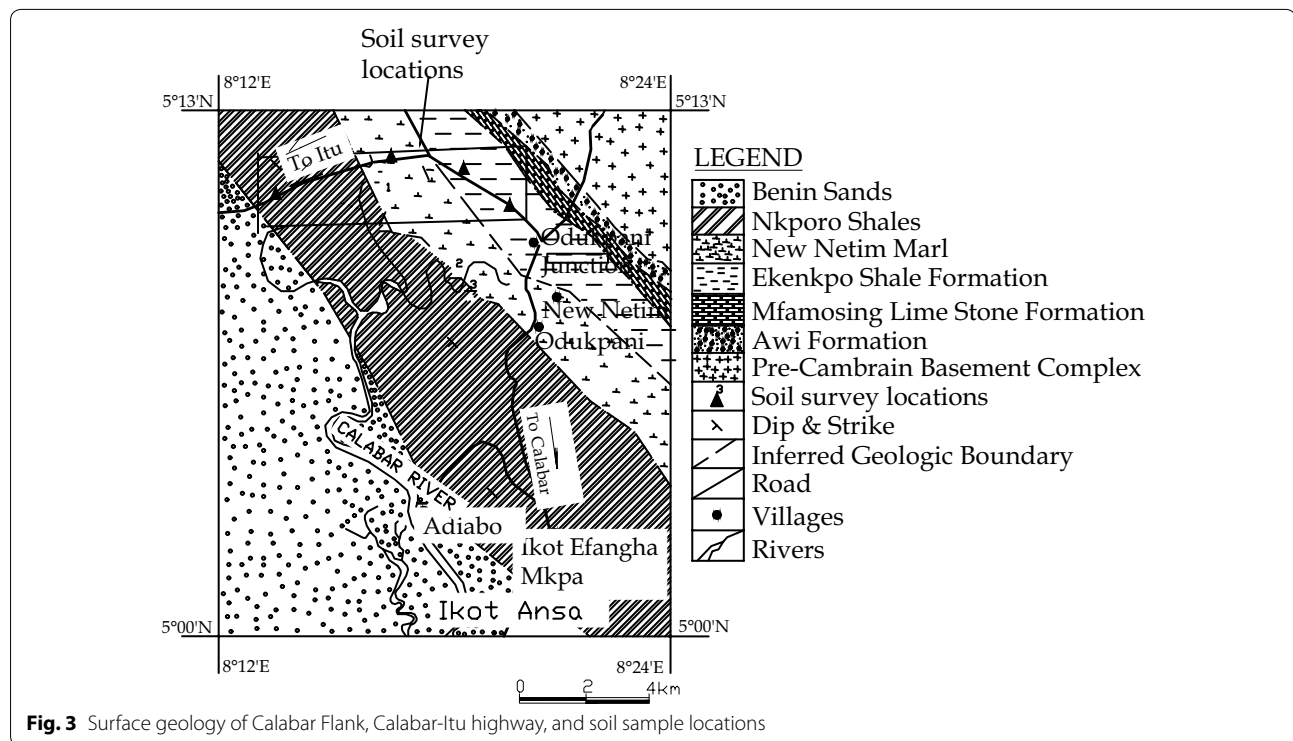 Soil survey
locations
8°12'E
8°24'E
5°13'N
5°13'N
To Itu
1
2
3
Odukpani
Junction
New Netim
Odukpani
To Calabar
CALABAR RIVER
Adiabo
Ikot Efangha
Mkpa
Ikot Ansa
5°00'N
5°00'N
8°12'E
8°24'E
0 2 4km
LEGEND
Benin Sands
Nkporo Shales
New Netim Marl
Ekenkpo Shale Formation
Mfamosing Lime Stone Formation
Awi Formation
Pre-Cambrain Basement Complex
3
Soil survey locations
Dip & Strike
Inferred Geologic Boundary
Road
Villages
Rivers
Fig. 3 Surface geology of Calabar Flank, Calabar-Itu highway, and soil sample locations